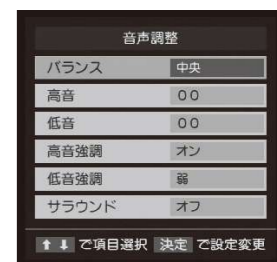 音声調整
バランス 中央
高音 00
低音 00
高音強調 オン
低音強調 弱
サラウンド オフ
⬆⬇で項目選択 決定 で設定変更